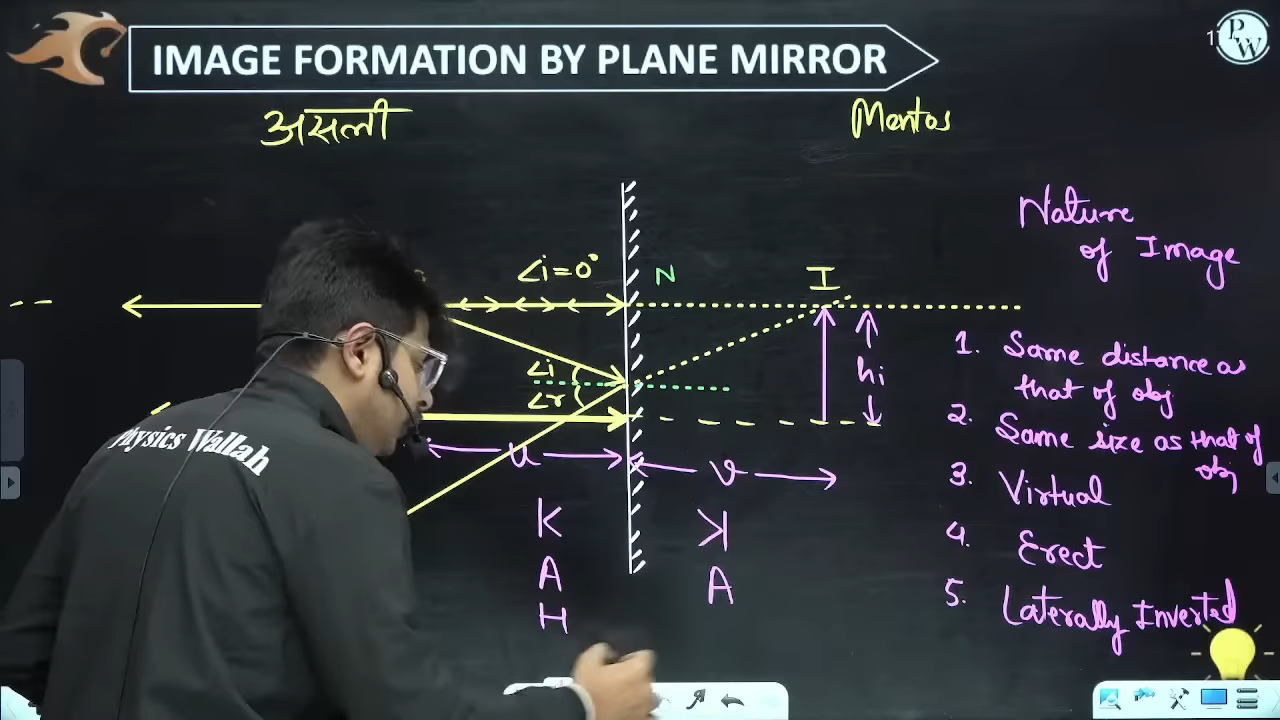 IMAGE FORMATION BY PLANE MIRROR
PW
असली
Mentos
Nature
of Image
∠i=0°
N
I
∠i
∠r
hi
u
v
1. Same distance as
that of obj
2. Same size as that of
obj
3. Virtual
4. Erect
5. Laterally Inverted
K
A
H
K
A
Physics Wallah